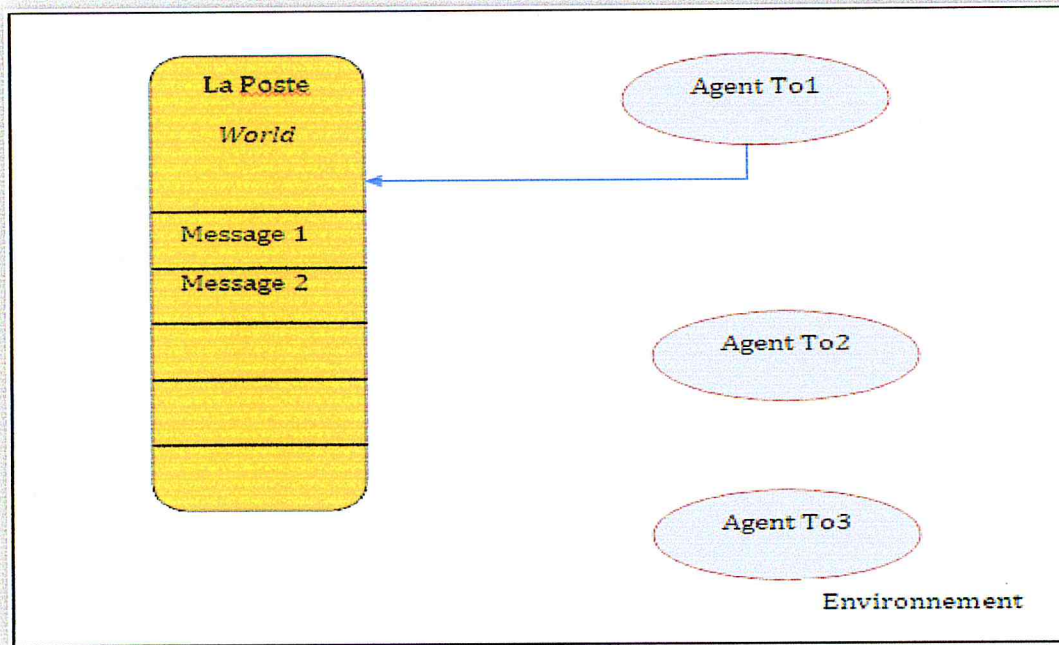 La Poste
World
Message 1
Message 2
Agent To1
Agent To2
Agent To3
Environnement